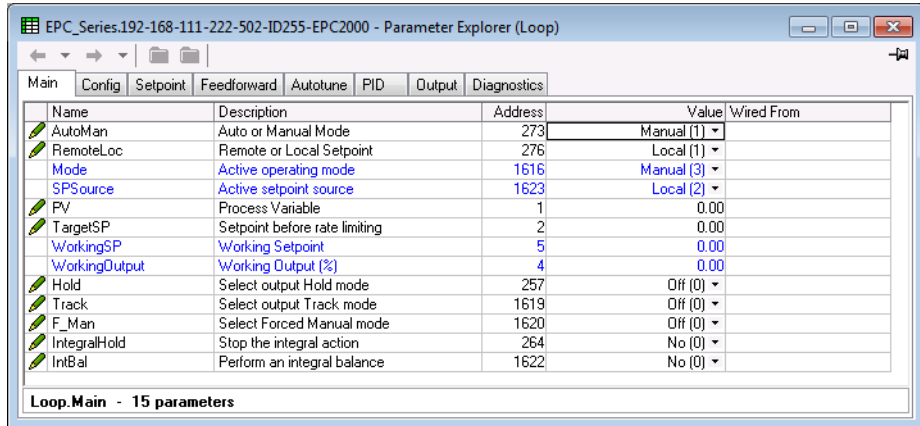 EPC_Series.192-168-111-222-502-ID255-EPC2000 - Parameter Explorer (Loop)
Main Config Setpoint Feedforward Autotune PID Output Diagnostics
Name Description Address Value Wired From
AutoMan Auto or Manual Mode 273 Manual (1)
RemoteLoc Remote or Local Setpoint 276 Local (1)
Mode Active operating mode 1616 Manual (3)
SPSource Active setpoint source 1623 Local (2)
PV Process Variable 1 0.00
TargetSP Setpoint before rate limiting 2 0.00
WorkingSP Working Setpoint 5 0.00
WorkingOutput Working Output (%) 4 0.00
Hold Select output Hold mode 257 Off (0)
Track Select output Track mode 1619 Off (0)
F_Man Select Forced Manual mode 1620 Off (0)
IntegralHold Stop the integral action 264 No (0)
IntBal Perform an integral balance 1622 No (0)
Loop.Main - 15 parameters